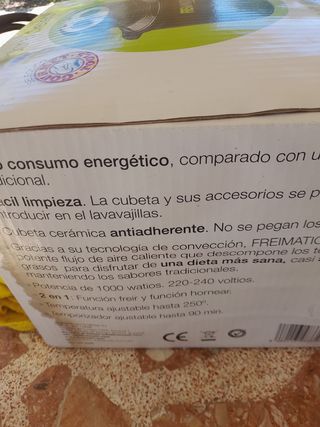 o consumo energético, comparado con u
dicional.
ácil limpieza. La cubeta y sus accesorios se p
ntroducir en el lavavajillas.
Cubeta cerámica antiadherente. No se pegan los
Gracias a su tecnología de convección, FREIMATIC
potente flujo de aire caliente que descompone los te
grasos para disfrutar de una dieta más sana, casi s
manteniendo los sabores tradicionales.
• Potencia de 1000 watios. 220-240 voltios.
• 2 en 1. Función freir y función hornear.
• Temperatura ajustable hasta 250º.
• Temporizador ajustable hasta 90 min.
CE